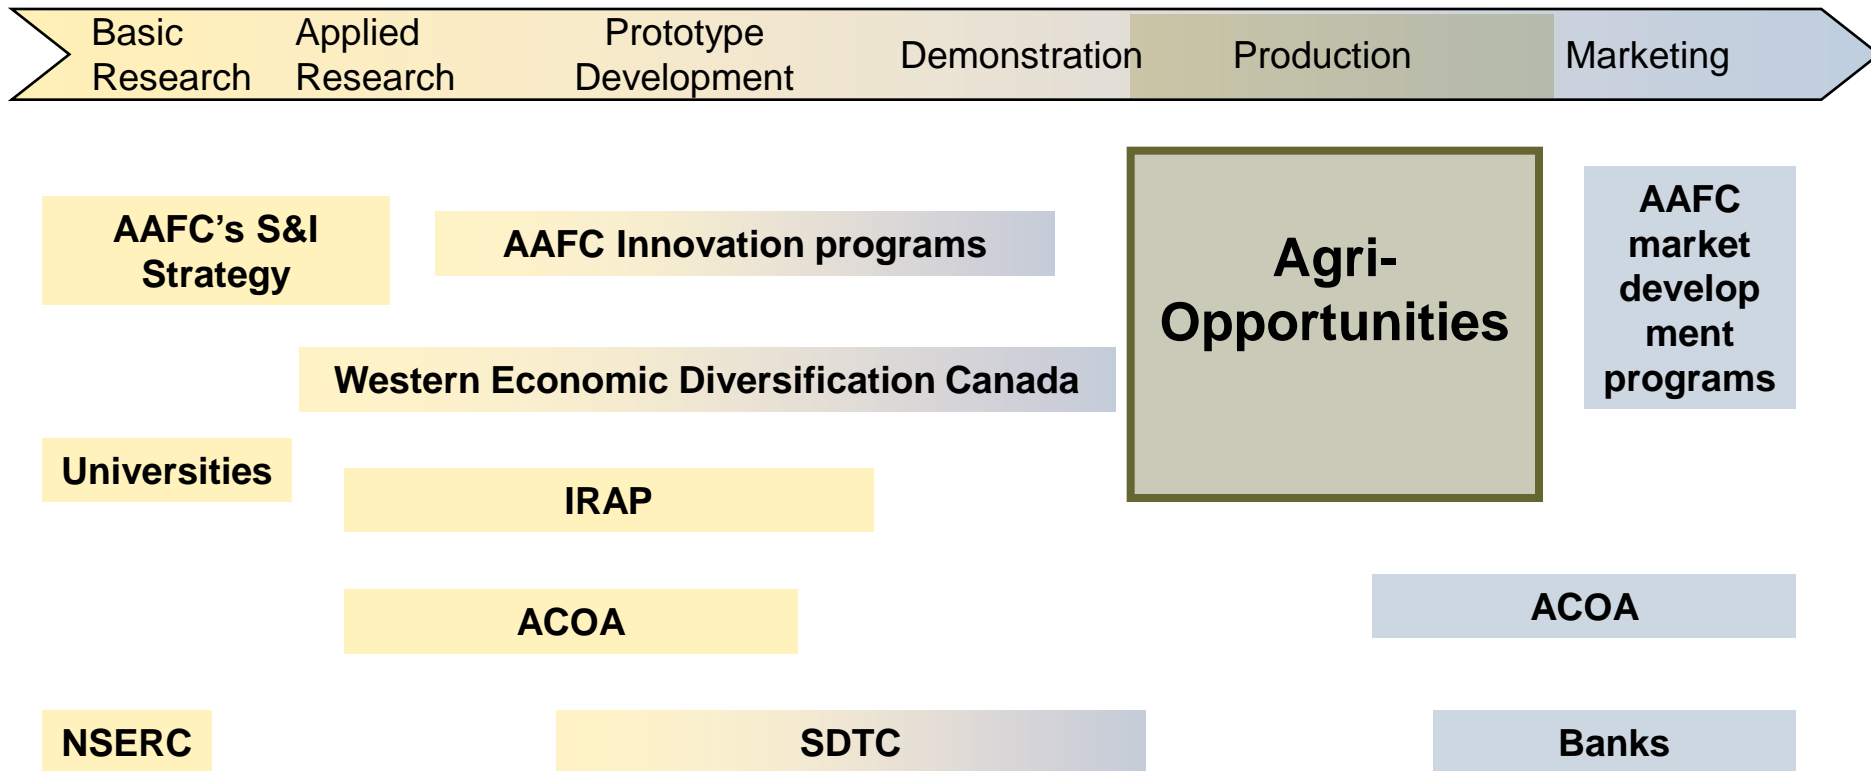 Basic
Research
Applied
Research
Prototype
Development
Demonstration
Production
Marketing
AAFC’s S&I
Strategy
AAFC Innovation programs
Agri-
Opportunities
AAFC
market
develop
ment
programs
Western Economic Diversification Canada
Universities
IRAP
ACOA
ACOA
NSERC
SDTC
Banks